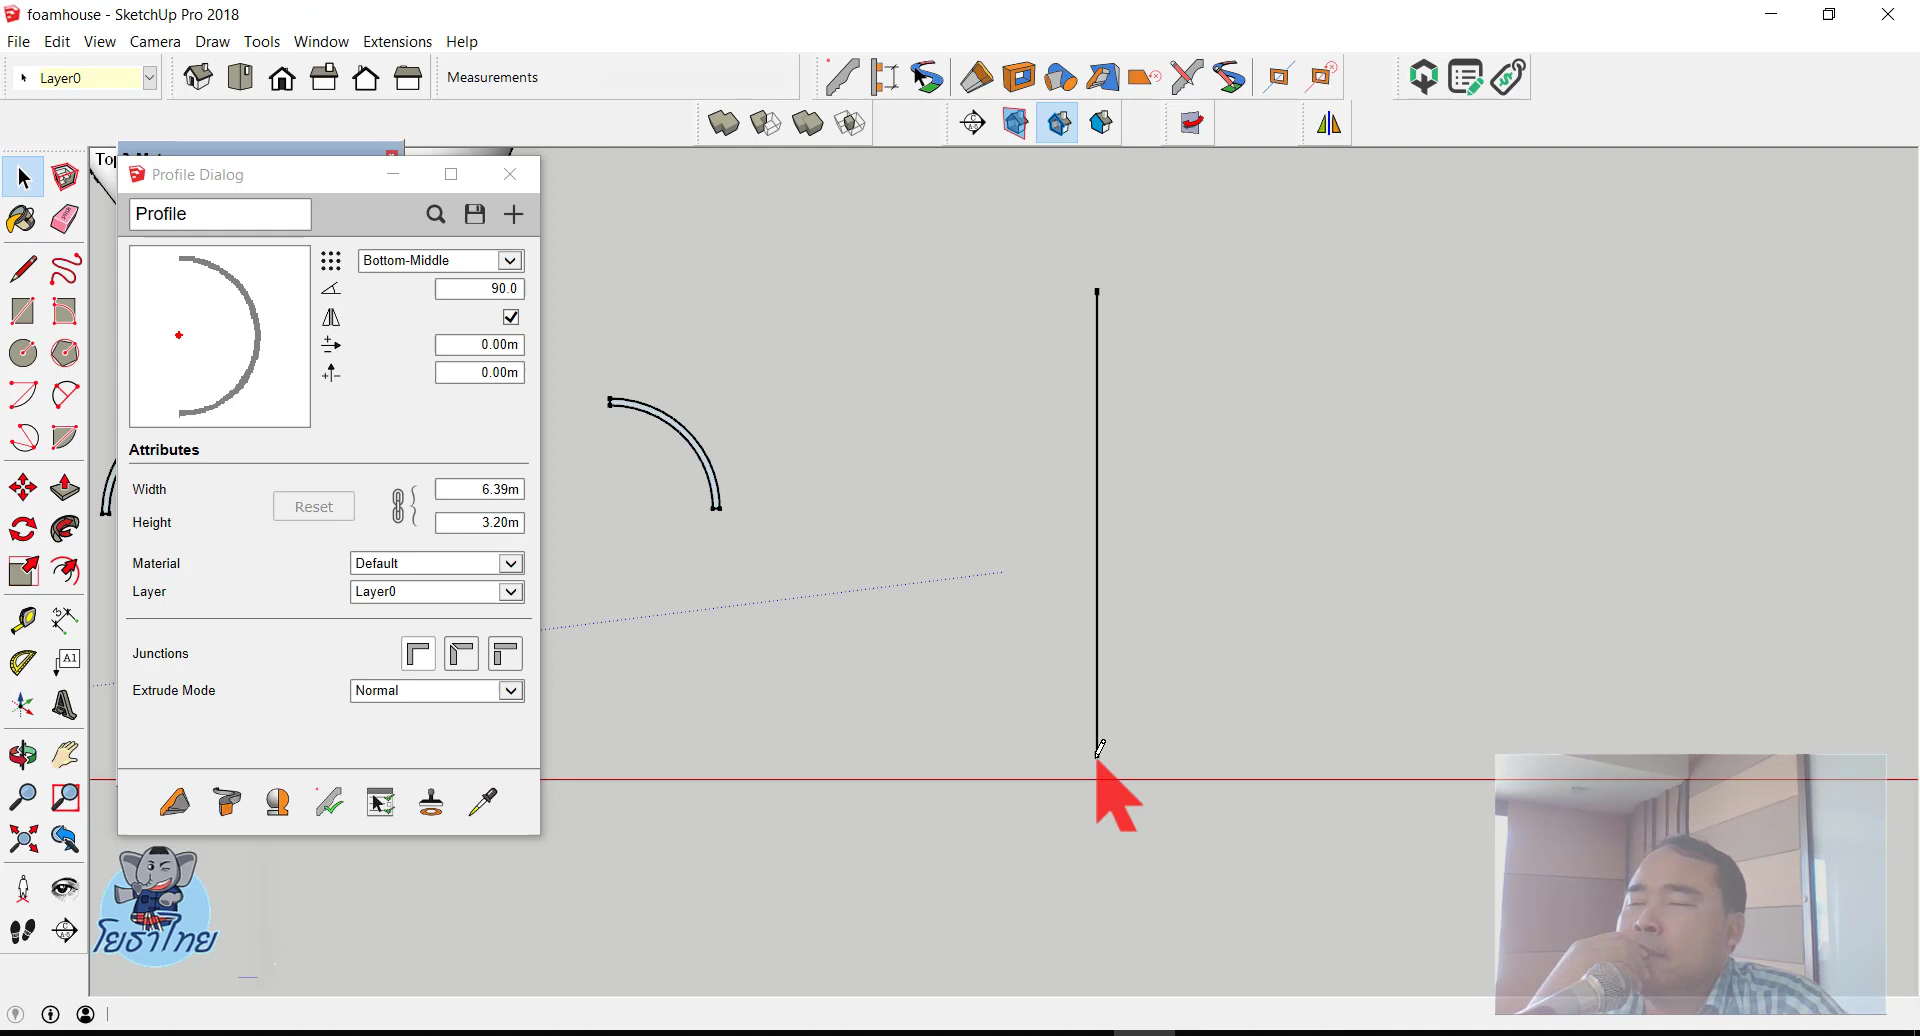 foamhouse - SketchUp Pro 2018
File Edit View Camera Draw Tools Window Extensions Help
Layer0
Measurements
Profile Dialog
Profile
Bottom-Middle
90.0
0.00m
0.00m
Attributes
Width 6.39m
Reset
Height 3.20m
Material Default
Layer Layer0
Junctions
Extrude Mode Normal
A1
โยธาไทย